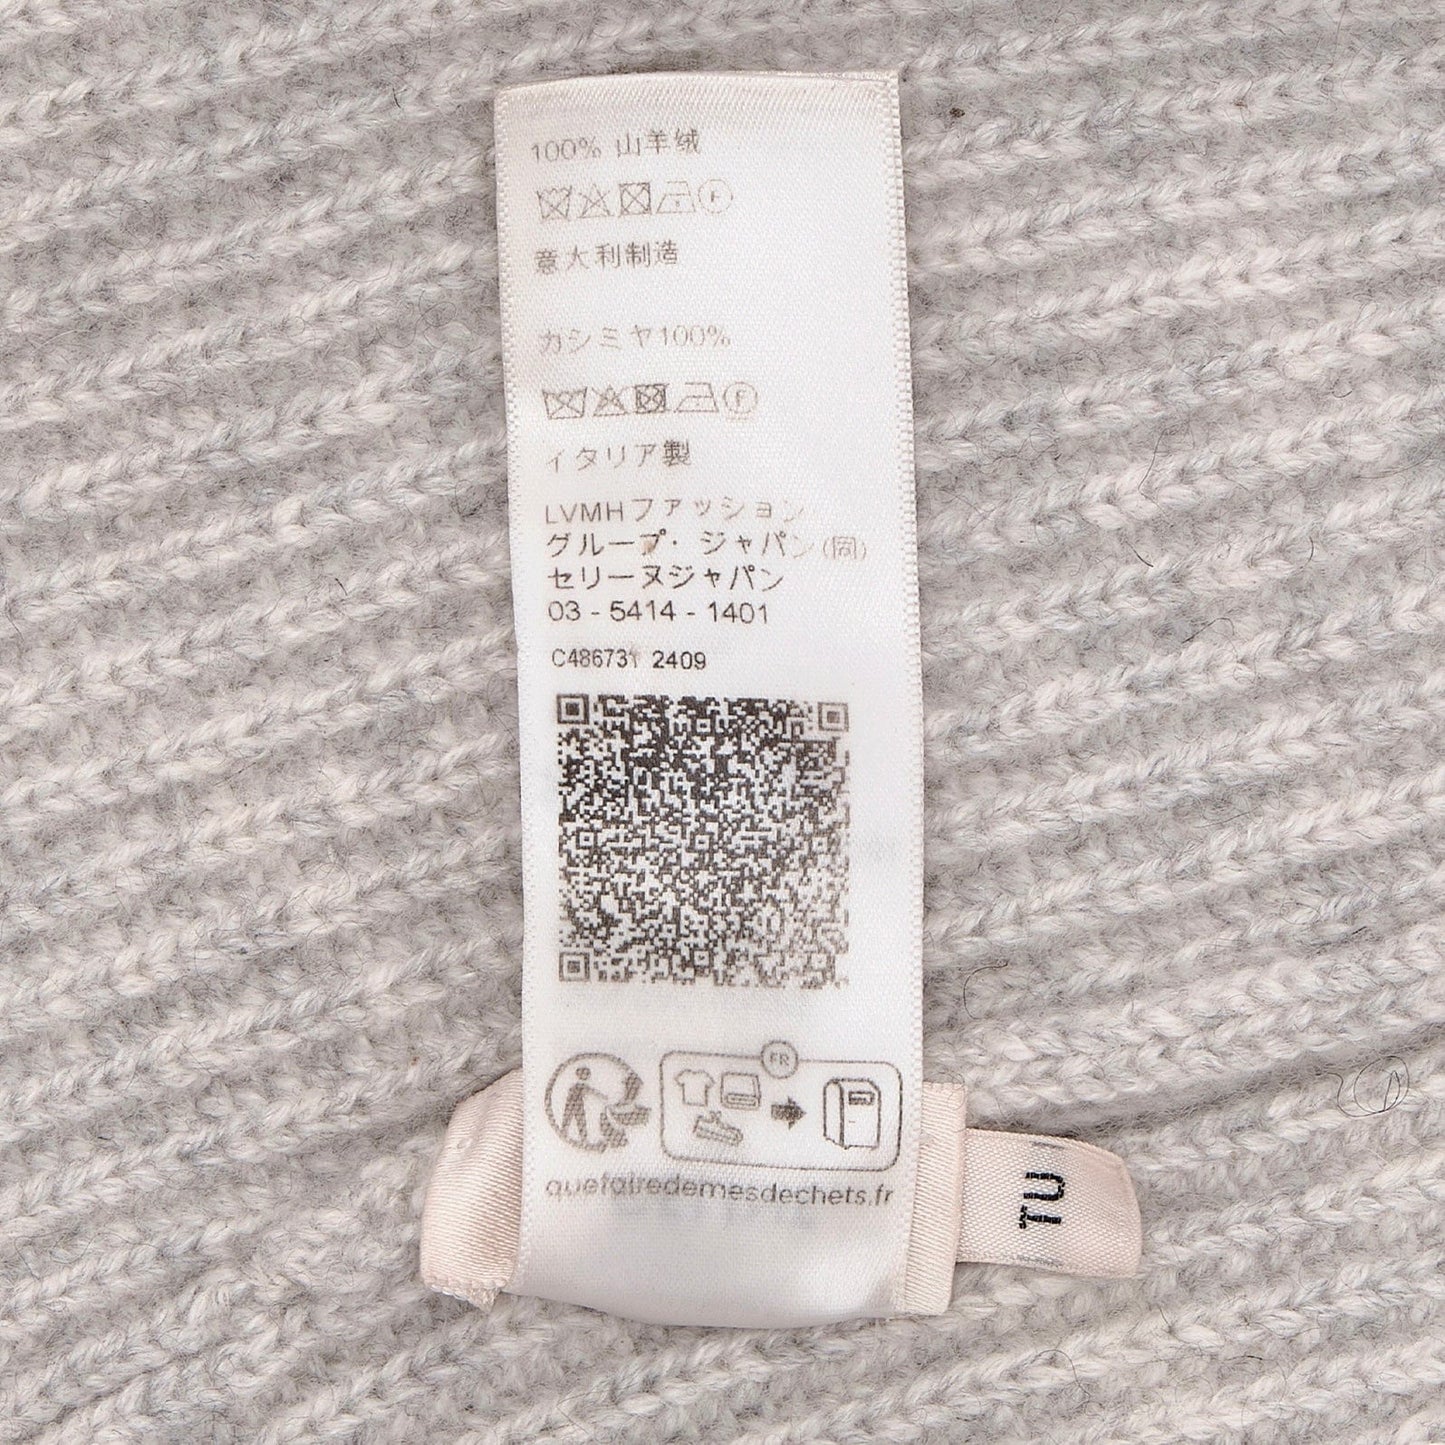 100% 山羊绒
F
意大利制造
カシミヤ100%
F
イタリア製
LVMHファッション
グループ・ジャパン(同)
セリーヌジャパン
03 - 5414 - 1401
C486731 2409
FR
quefairedemesdechets.fr
TU